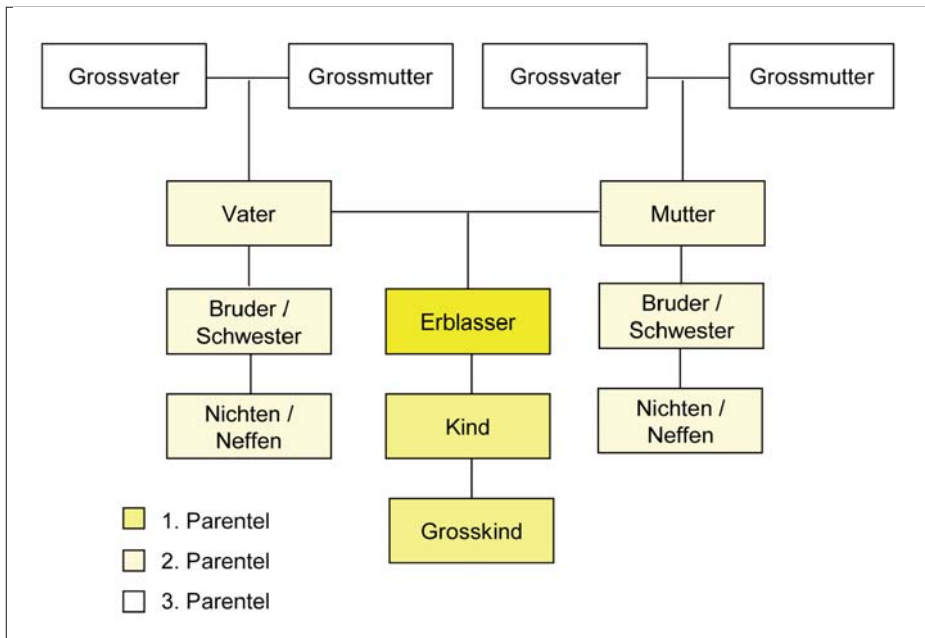 Grossvater
Grossmutter
Grossvater
Grossmutter
Vater
Mutter
Bruder /
Schwester
Erblasser
Bruder /
Schwester
Nichten /
Neffen
Kind
Nichten /
Neffen
Grosskind
1. Parentel
2. Parentel
3. Parentel